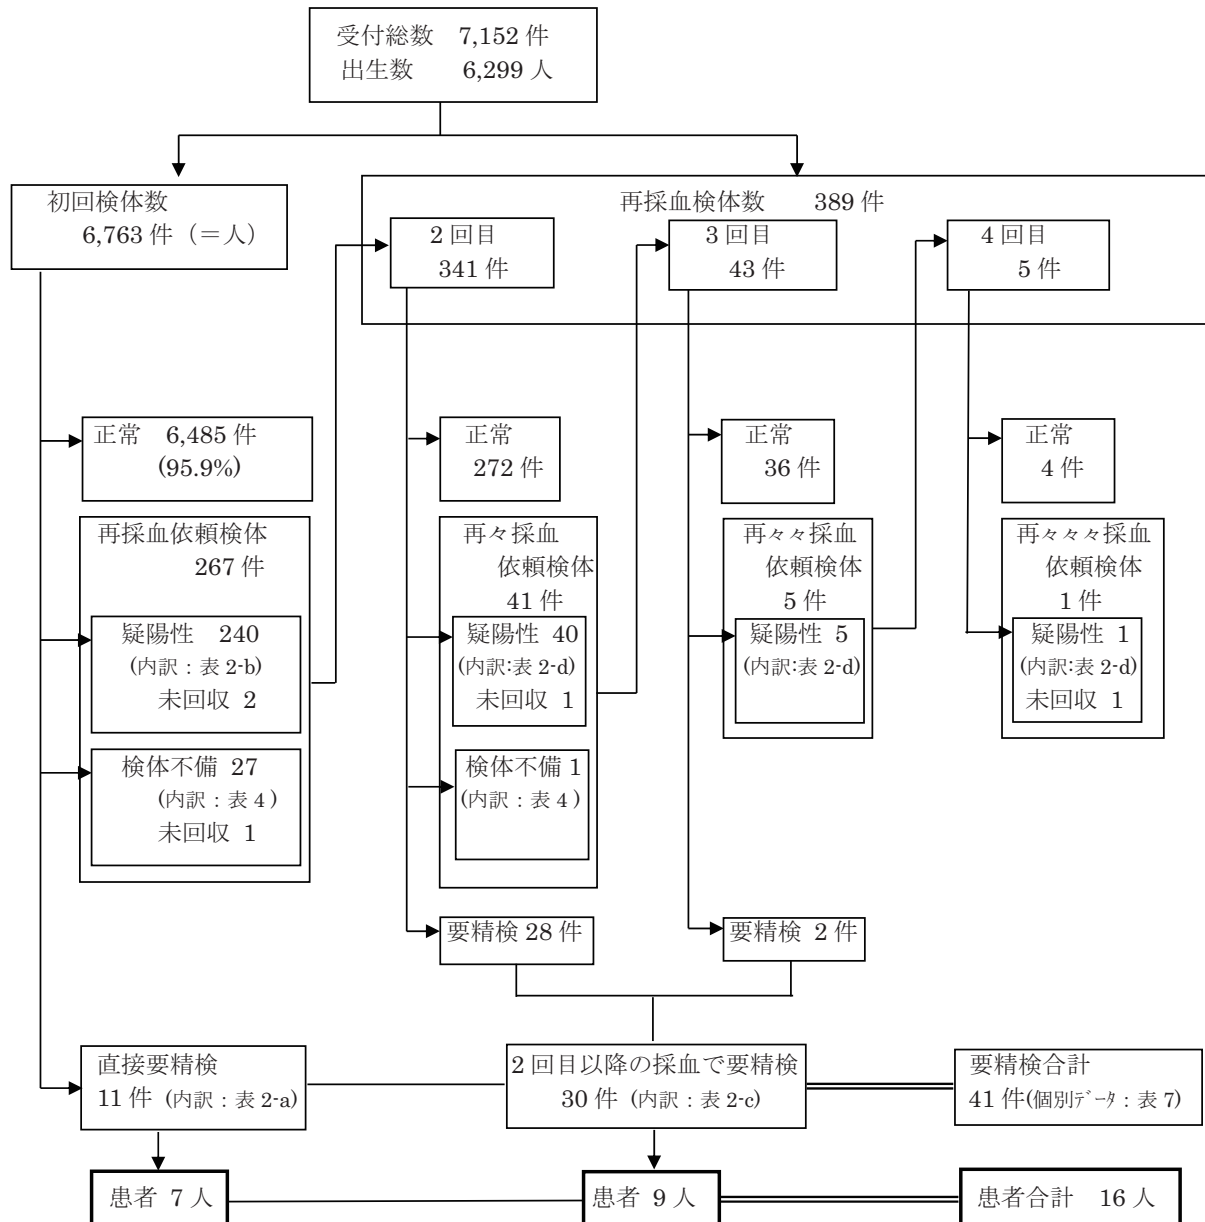 受付総数 7,152 件
出生数 6,299 人
初回検体数
6,763 件（＝人）
再採血検体数 389 件
2 回目
341 件
3 回目
43 件
4 回目
5 件
正常 6,485 件
(95.9%)
正常
272 件
正常
36 件
正常
4 件
再採血依頼検体
267 件
疑陽性 240
(内訳：表 2-b)
未回収 2
検体不備 27
(内訳：表 4 )
未回収 1
再々採血
依頼検体
41 件
疑陽性 40
(内訳:表 2-d)
未回収 1
検体不備 1
(内訳：表 4 )
再々々採血
依頼検体
5 件
疑陽性 5
(内訳:表 2-d)
再々々々採血
依頼検体
1 件
疑陽性 1
(内訳:表 2-d)
未回収 1
要精検 28 件
要精検 2 件
直接要精検
11 件 (内訳：表 2-a)
2 回目以降の採血で要精検
30 件 (内訳：表 2-c)
要精検合計
41 件(個別ﾃﾞｰﾀ：表 7)
患者 7 人
患者 9 人
患者合計 16 人